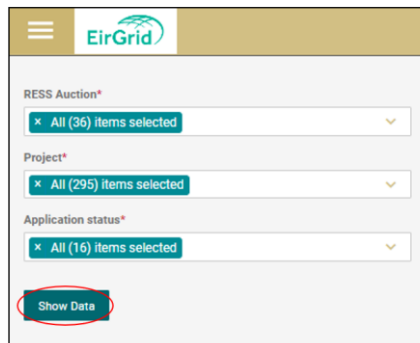 EirGrid
RESS Auction*
× All (36) items selected
Project*
× All (295) items selected
Application status*
× All (16) items selected
Show Data